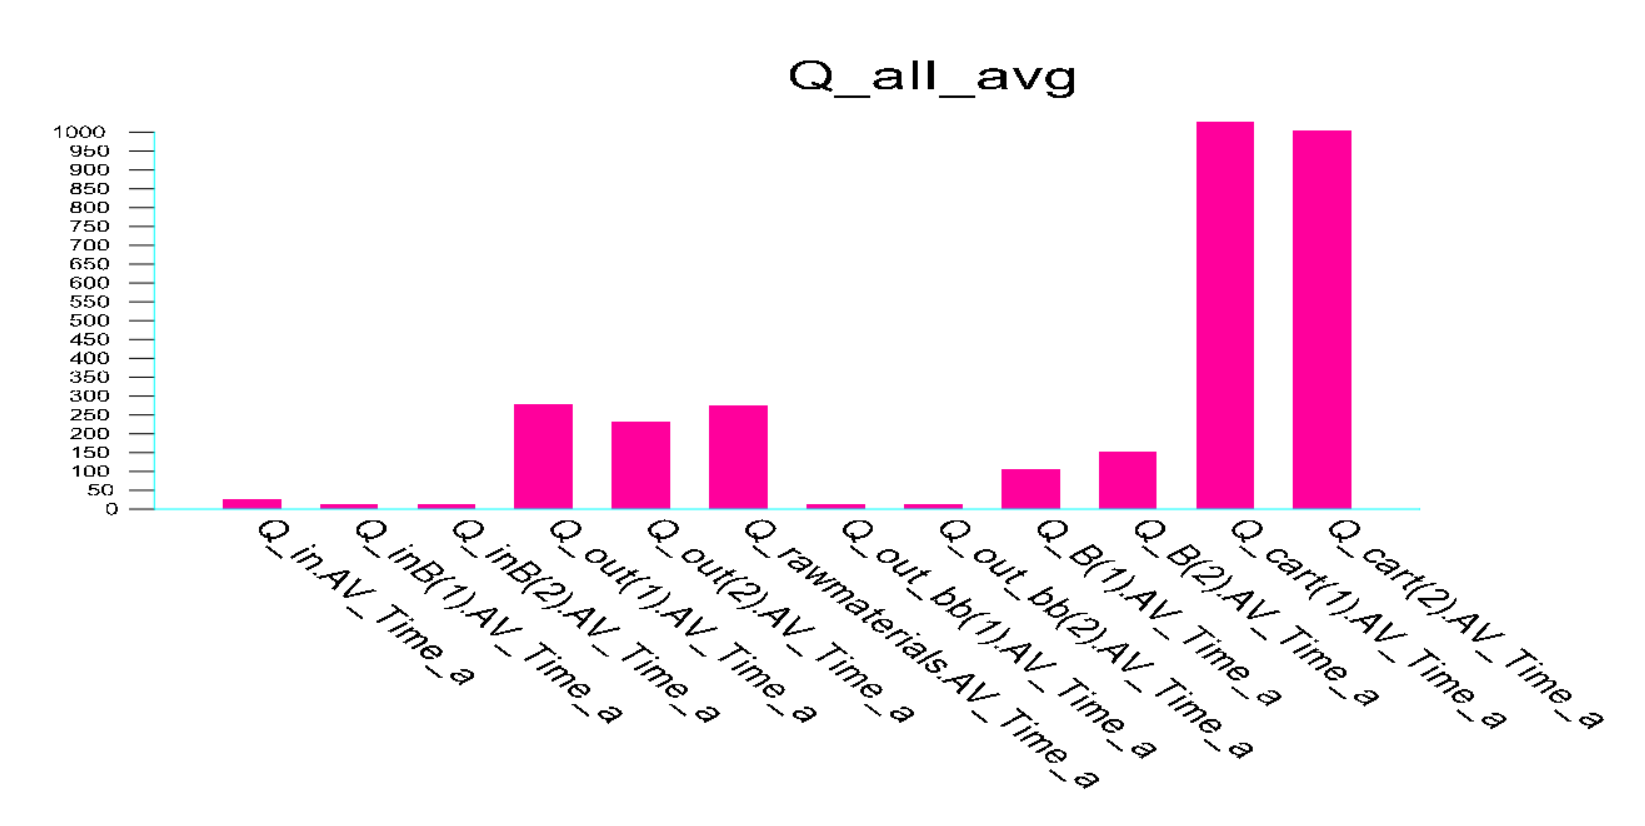 Q_all_avg
1000
950
900
850
800
750
700
650
600
550
500
450
400
350
300
250
200
150
100
50
0
Q_in.AV_Time_a
Q_inB(1).AV_Time_a
Q_inB(2).AV_Time_a
Q_out(1).AV_Time_a
Q_out(2).AV_Time_a
Q_rawmaterials.AV_Time_a
Q_out_bb(1).AV_Time_a
Q_out_bb(2).AV_Time_a
Q_B(1).AV_Time_a
Q_B(2).AV_Time_a
Q_cart(1).AV_Time_a
Q_cart(2).AV_Time_a